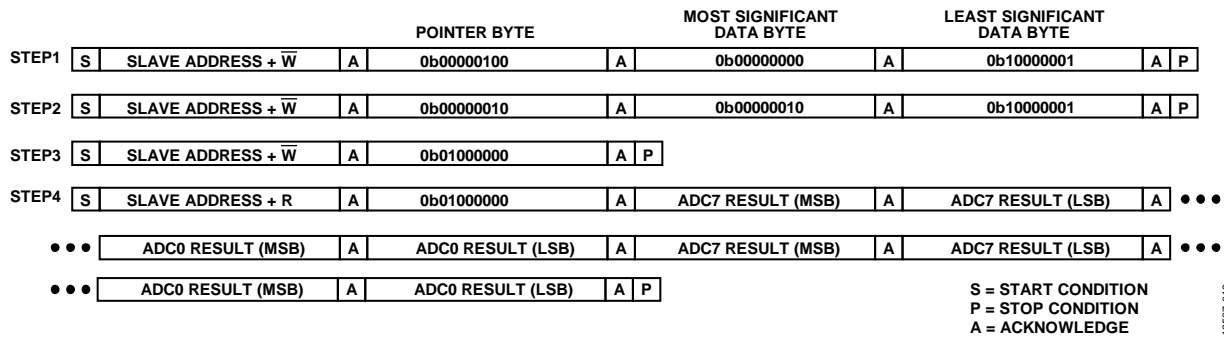 POINTER BYTE MOST SIGNIFICANT DATA BYTE LEAST SIGNIFICANT DATA BYTE
STEP1 S SLAVE ADDRESS + W̅ A 0b00000100 A 0b00000000 A 0b10000001 A P
STEP2 S SLAVE ADDRESS + W̅ A 0b00000010 A 0b00000010 A 0b10000001 A P
STEP3 S SLAVE ADDRESS + W̅ A 0b01000000 A P
STEP4 S SLAVE ADDRESS + R A 0b01000000 A ADC7 RESULT (MSB) A ADC7 RESULT (LSB) A •••
••• ADC0 RESULT (MSB) A ADC0 RESULT (LSB) A ADC7 RESULT (MSB) A ADC7 RESULT (LSB) A •••
••• ADC0 RESULT (MSB) A ADC0 RESULT (LSB) A P
S = START CONDITION
P = STOP CONDITION
A = ACKNOWLEDGE